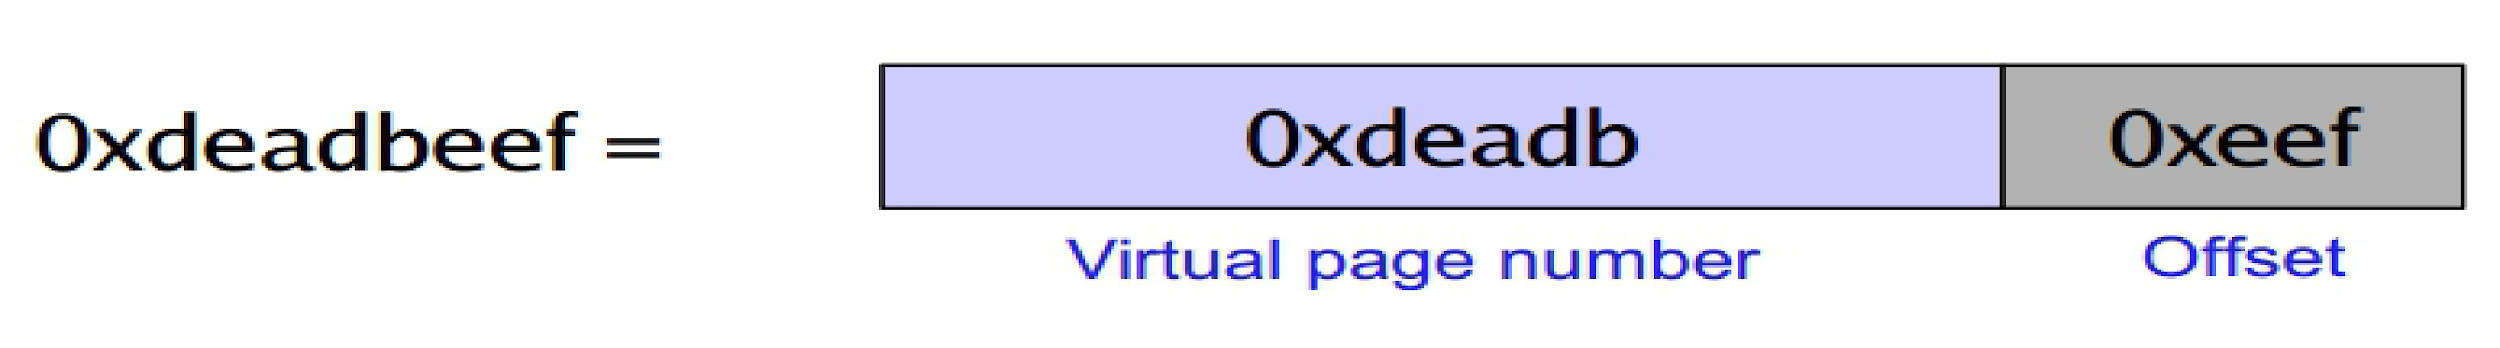 0xdeadbeef = 0xdeadb 0xeef
Virtual page number Offset